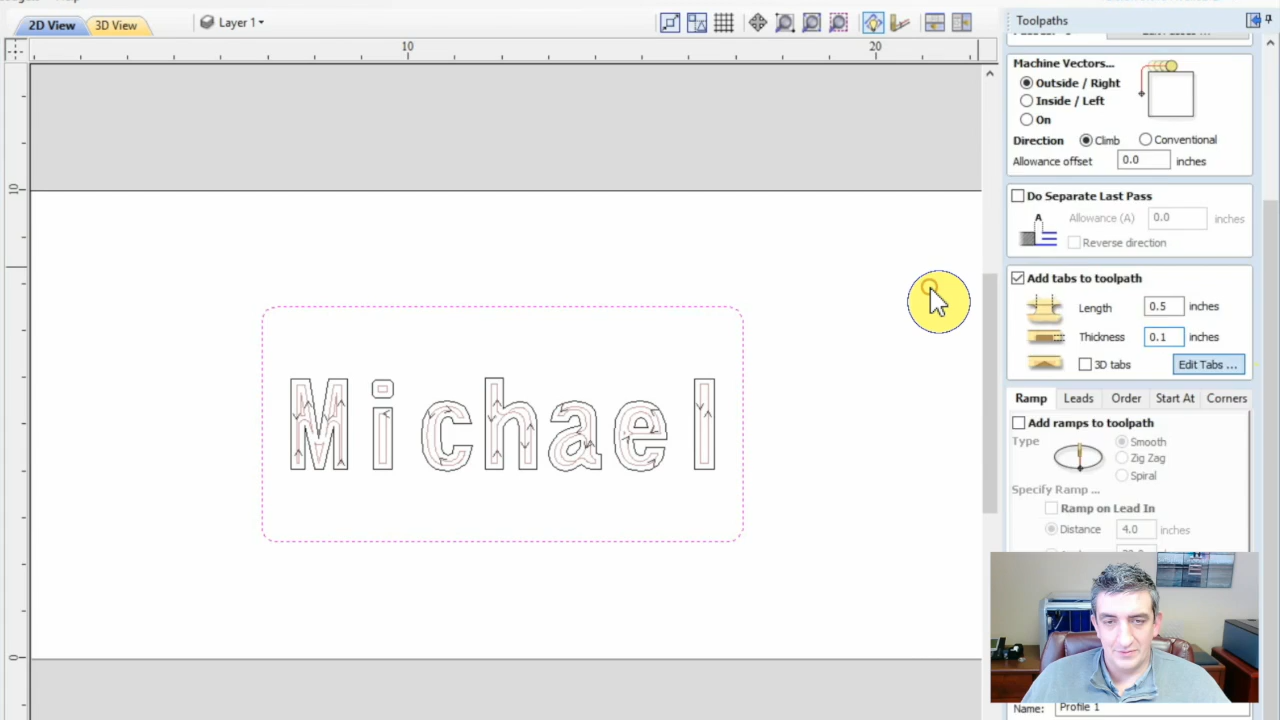 2D View
3D View
Layer 1
Toolpaths
10
20
Machine Vectors...
Outside / Right
Inside / Left
On
Direction
Climb
Conventional
Allowance offset
0.0
inches
Do Separate Last Pass
Allowance (A)
0.0
inches
A
Reverse direction
Add tabs to toolpath
Length
0.5
inches
Thickness
0.1
inches
3D tabs
Edit Tabs ...
Ramp
Leads
Order
Start At
Corners
Add ramps to toolpath
Type
Smooth
Zig Zag
Spiral
Specify Ramp ...
Ramp on Lead In
Distance
4.0
inches
Name:
Profile 1
10
Michael
0